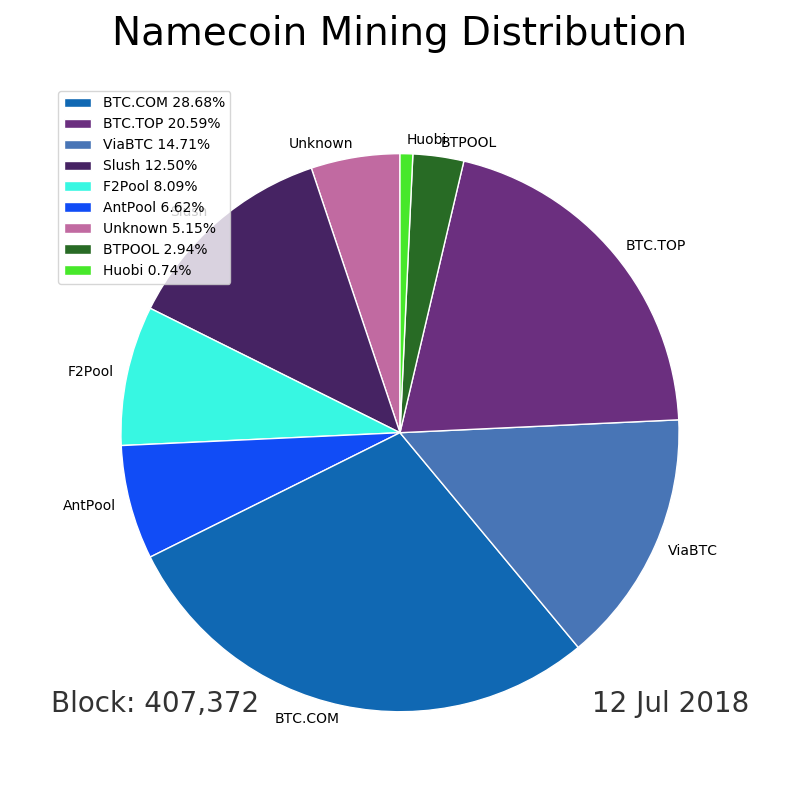 Namecoin Mining Distribution
BTC.COM 28.68%
BTC.TOP 20.59%
ViaBTC 14.71%
Slush 12.50%
F2Pool 8.09%
AntPool 6.62%
Unknown 5.15%
BTPOOL 2.94%
Huobi 0.74%
Huobi
BTPOOL
Unknown
Slush
BTC.TOP
F2Pool
AntPool
ViaBTC
BTC.COM
Block: 407,372
12 Jul 2018